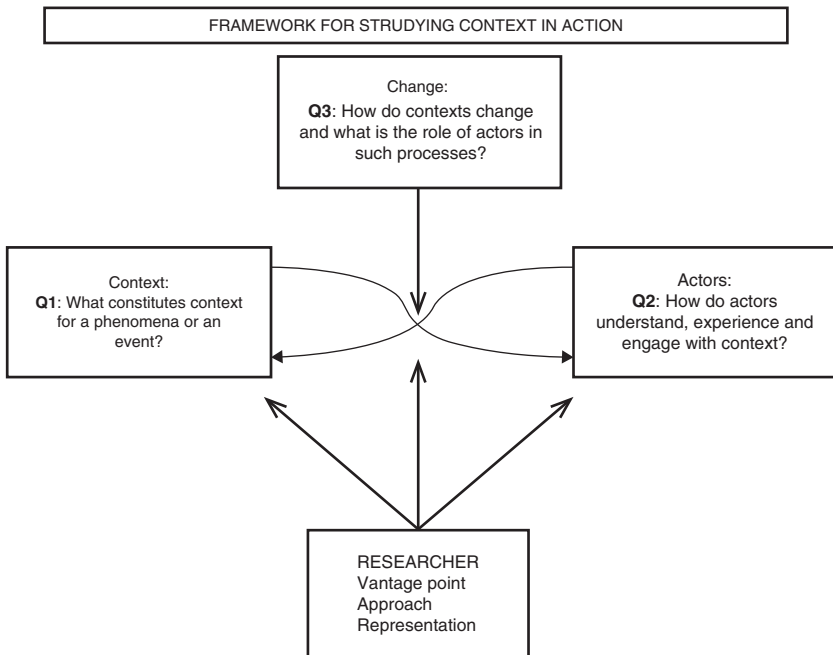 FRAMEWORK FOR STRUDYING CONTEXT IN ACTION
Change:
Q3: How do contexts change
and what is the role of actors in
such processes?
Context:
Q1: What constitutes context
for a phenomena or an
event?
Actors:
Q2: How do actors
understand, experience and
engage with context?
RESEARCHER
Vantage point
Approach
Representation